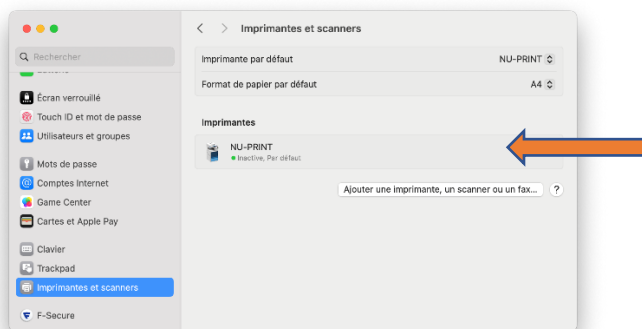 Imprimantes et scanners
Rechercher
Imprimante par défaut NU-PRINT
Format de papier par défaut A4
Écran verrouillé
Touch ID et mot de passe
Utilisateurs et groupes
Mots de passe
Comptes Internet
Game Center
Cartes et Apple Pay
Clavier
Trackpad
Imprimantes et scanners
F-Secure
Imprimantes
NU-PRINT
Inactive, Par défaut
Ajouter une imprimante, un scanner ou un fax... ?